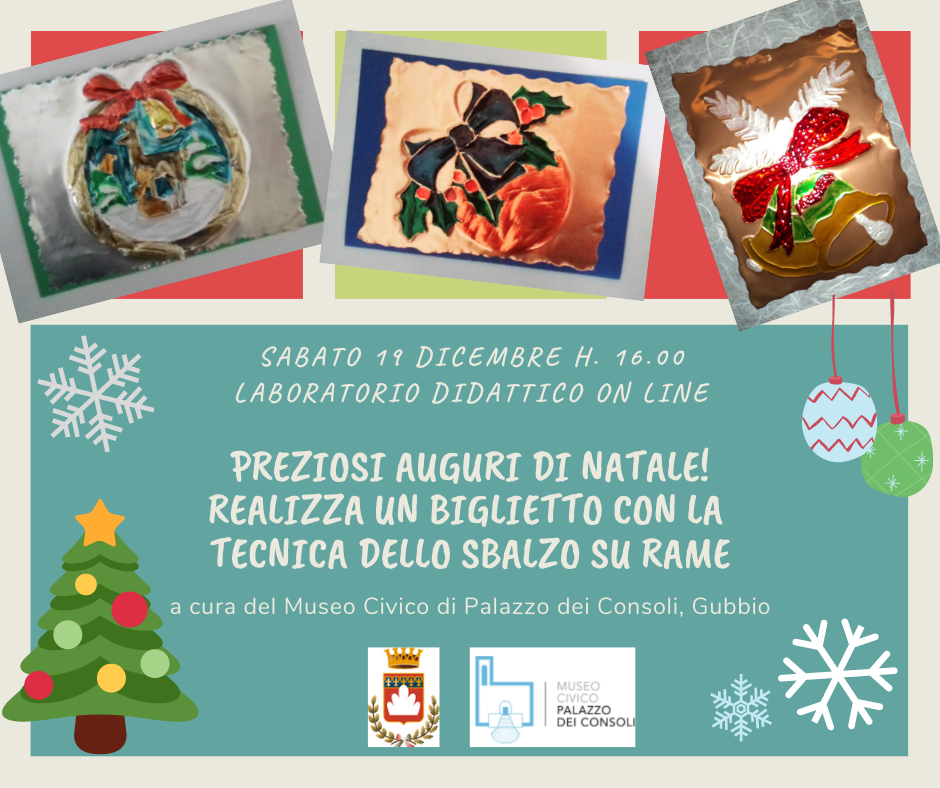 SABATO 19 DICEMBRE H. 16.00
LABORATORIO DIDATTICO ON LINE
PREZIOSI AUGURI DI NATALE!
REALIZZA UN BIGLIETTO CON LA
TECNICA DELLO SBALZO SU RAME
a cura del Museo Civico di Palazzo dei Consoli, Gubbio
MUSEO
CIVICO
PALAZZO
DEI CONSOLI